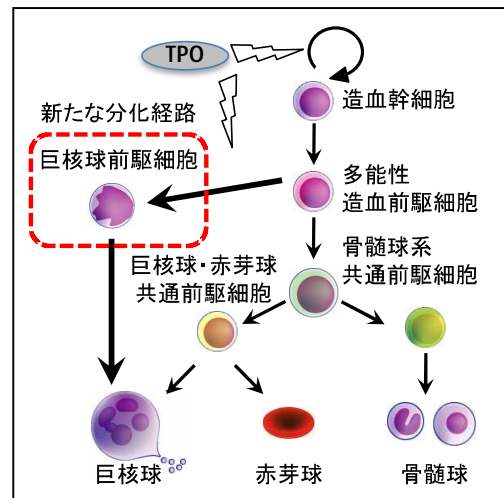 TPO
造血幹細胞
新たな分化経路
巨核球前駆細胞
多能性
造血前駆細胞
骨髄球系
共通前駆細胞
巨核球・赤芽球
共通前駆細胞
巨核球
赤芽球
骨髄球